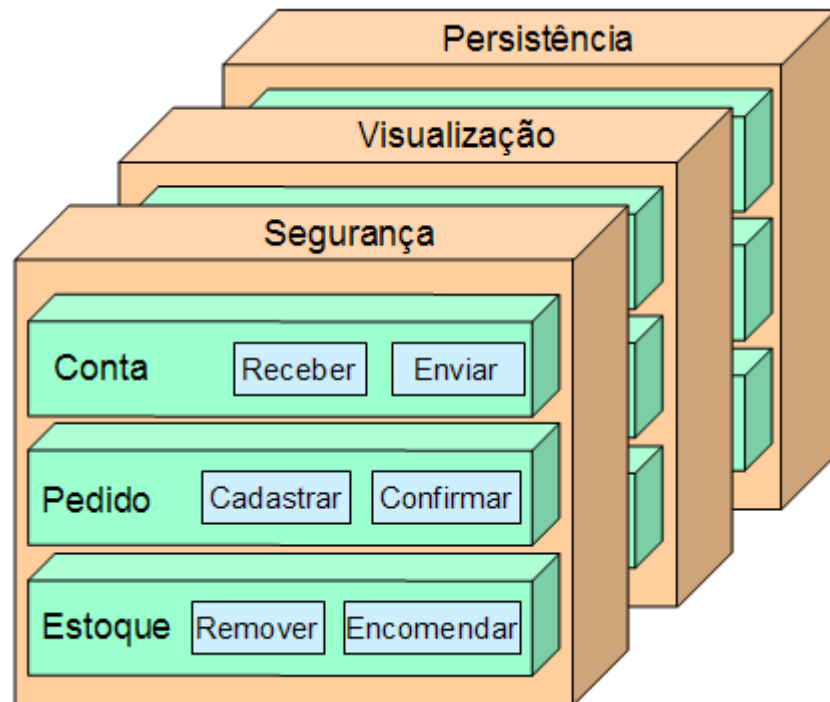 Persistência
Visualização
Segurança
Conta Receber Enviar
Pedido Cadastrar Confirmar
Estoque Remover Encomendar